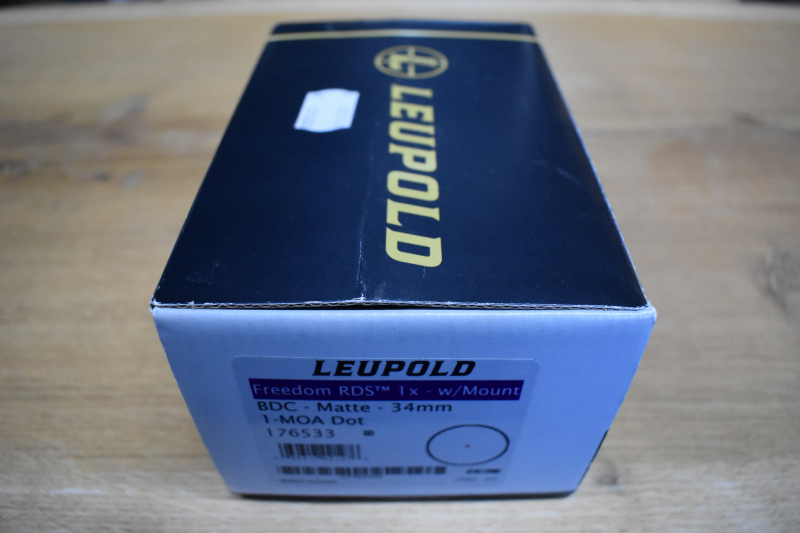 LEUPOLD
LEUPOLD
Freedom RDS™ 1x - w/Mount
BDC - Matte - 34mm
1-MOA Dot
176533